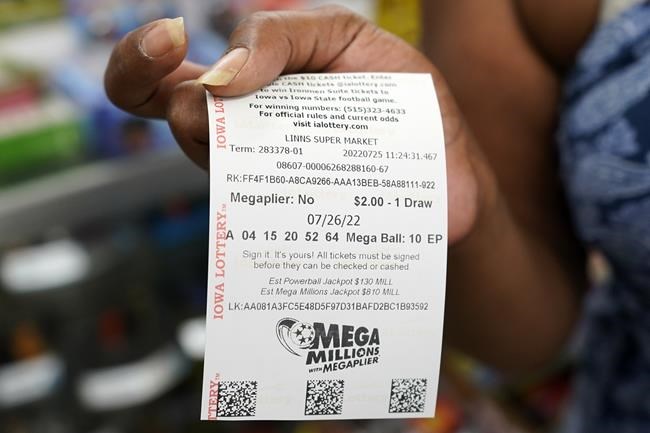 the $10 CASH ticket. Enter
CASH tickets @ialottery.com
to win Ironmen Suite tickets to
Iowa vs Iowa State football game.
For winning numbers: (515)323-4633
For official rules and current odds
visit ialottery.com
LINNS SUPER MARKET
Term: 283378-01 20220725 11:24:31.467
08607-00006268288160-67
RK:FF4F1B60-A8CA9266-AAA13BEB-58A88111-922
Megaplier: No $2.00 - 1 Draw
07/26/22
A 04 15 20 52 64 Mega Ball: 10 EP
Sign it. It's yours! All tickets must be signed
before they can be checked or cashed.
Est Powerball Jackpot $130 MILL
Est Mega Millions Jackpot $810 MILL
LK:AA081A3FC5E48D5F97D31BAFD2BC1B93592
MEGA
MILLIONS
WITH MEGAPLIER
IOWA LOTTERY™
IOWA LO
TTERY™